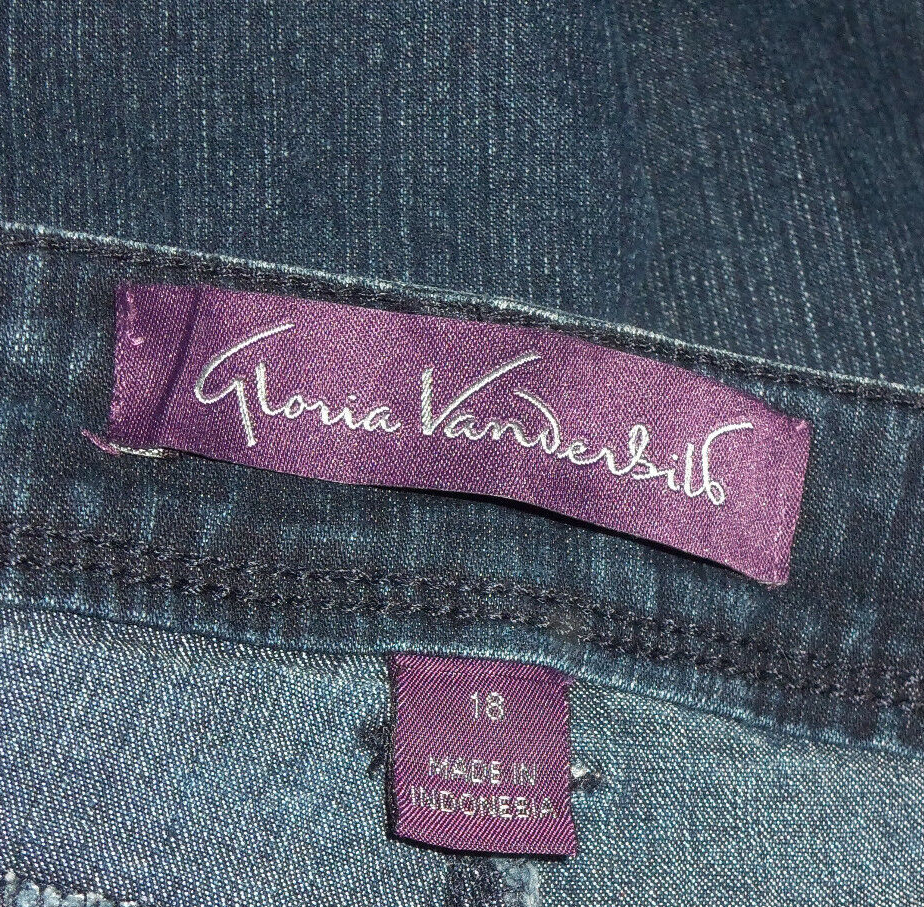 Gloria Vanderbilt
18
MADE IN
INDONESIA